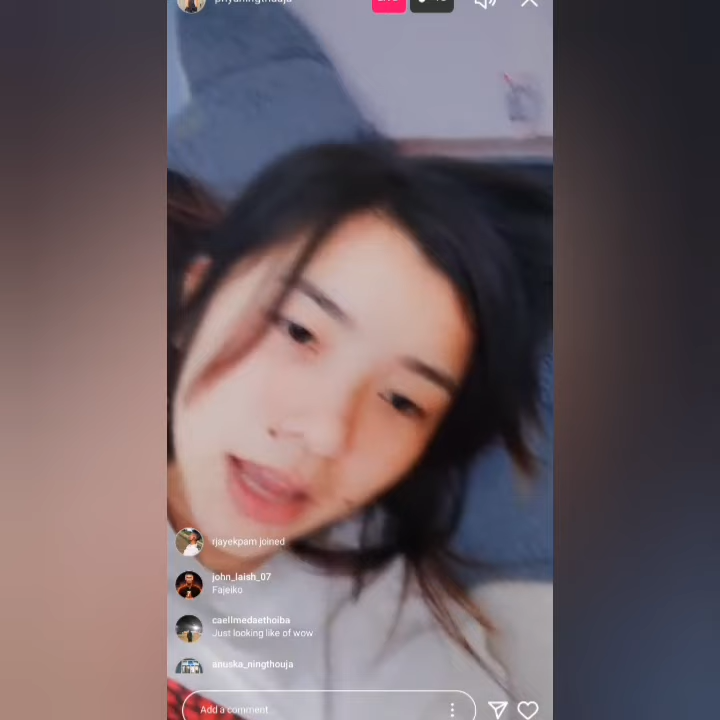 rjayekpam joined
john_laish_07
Fajeiko
caellmedaethoiba
Just looking like of wow
anuska_ningthouja
Add a comment...